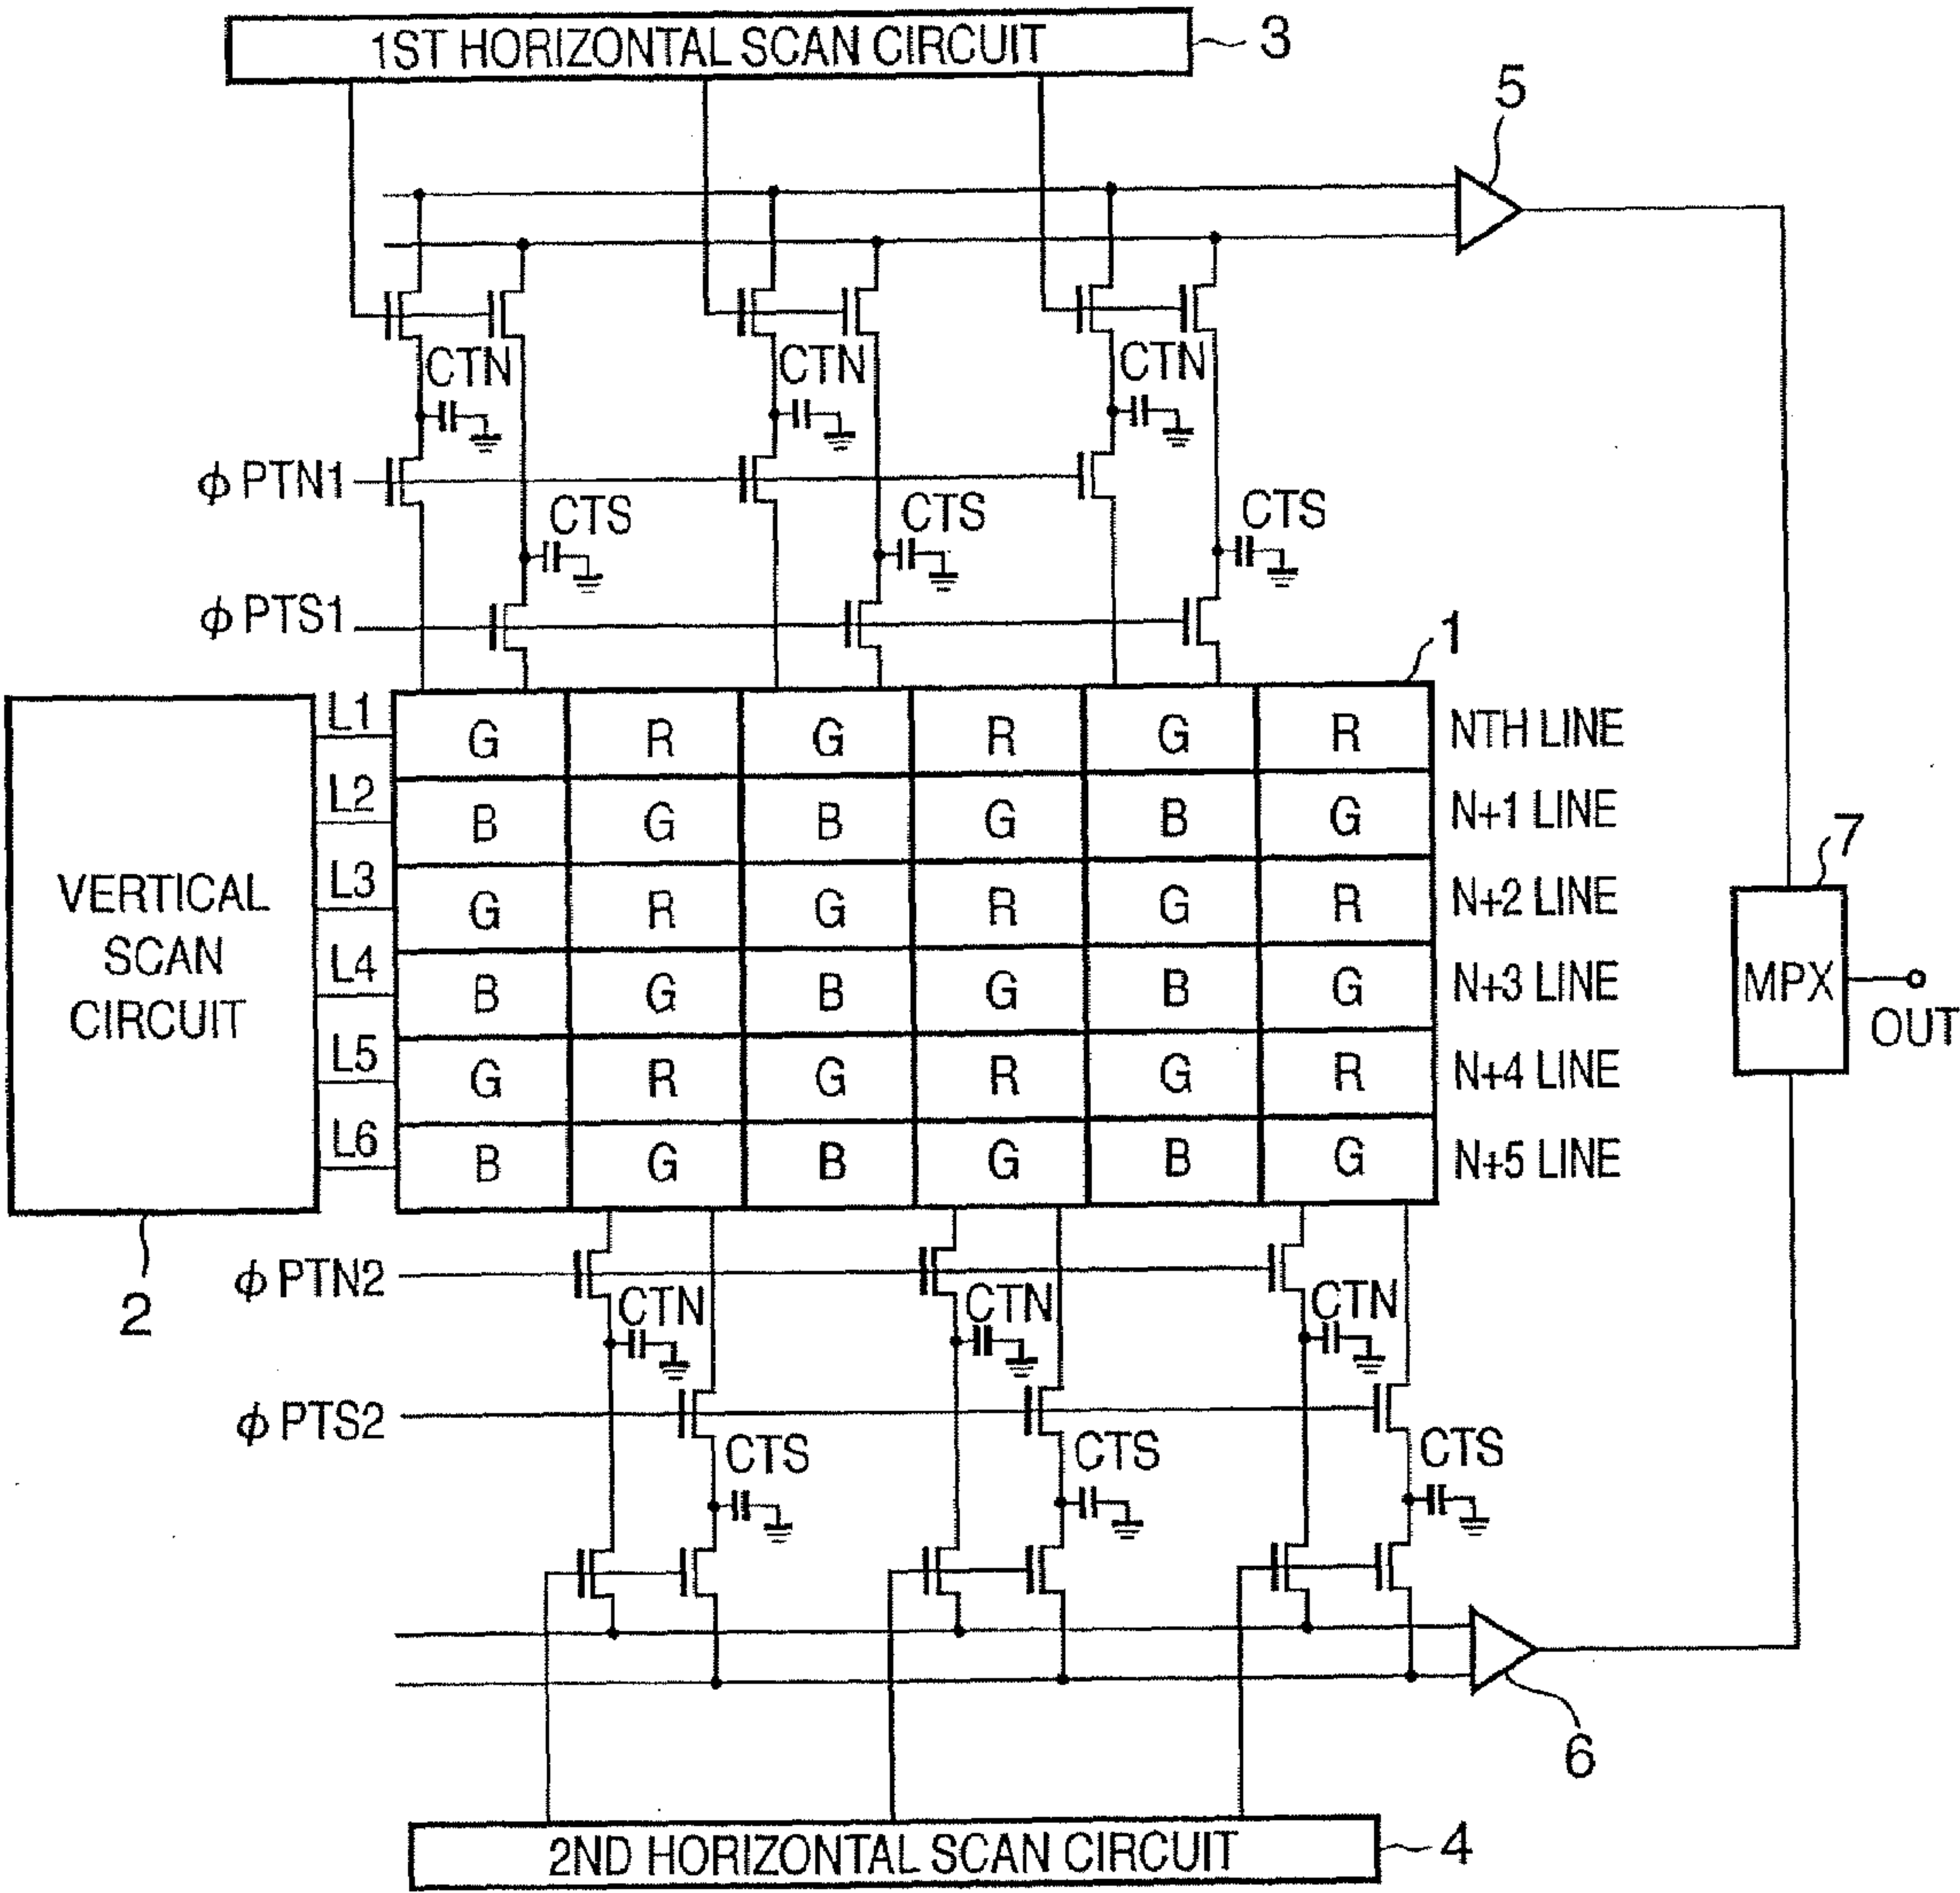 1ST HORIZONTAL SCAN CIRCUIT
3
5
CTN CTN CTN
ϕ PTN1
CTS CTS CTS
ϕ PTS1
1
VERTICAL
SCAN
CIRCUIT
2
L1 G R G R G R NTH LINE
L2 B G B G B G N+1 LINE
L3 G R G R G R N+2 LINE
L4 B G B G B G N+3 LINE
L5 G R G R G R N+4 LINE
L6 B G B G B G N+5 LINE
7
MPX
OUT
ϕ PTN2
CTN CTN CTN
ϕ PTS2
CTS CTS CTS
6
2ND HORIZONTAL SCAN CIRCUIT
4